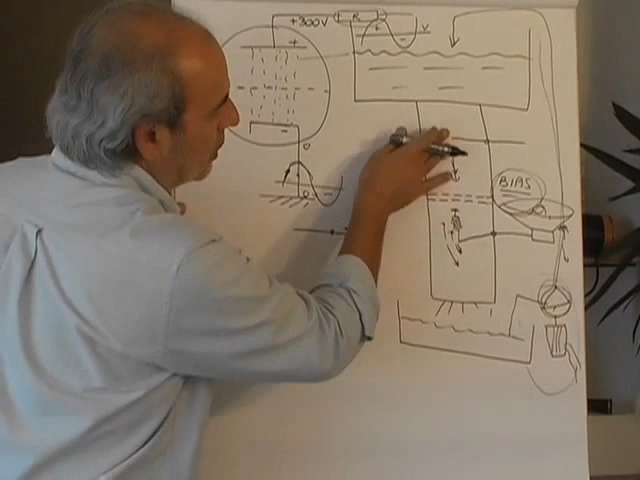 +300V
R
V
+
-
+
-
BIAS